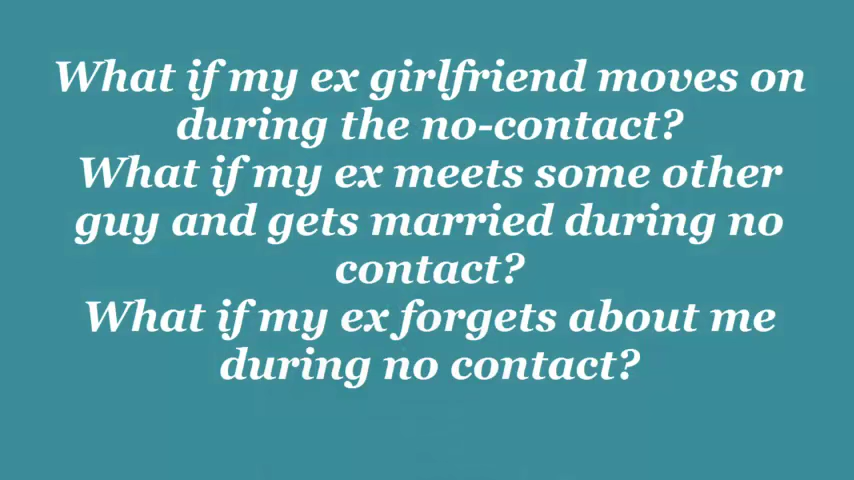 What if my ex girlfriend moves on
during the no-contact?
What if my ex meets some other
guy and gets married during no
contact?
What if my ex forgets about me
during no contact?